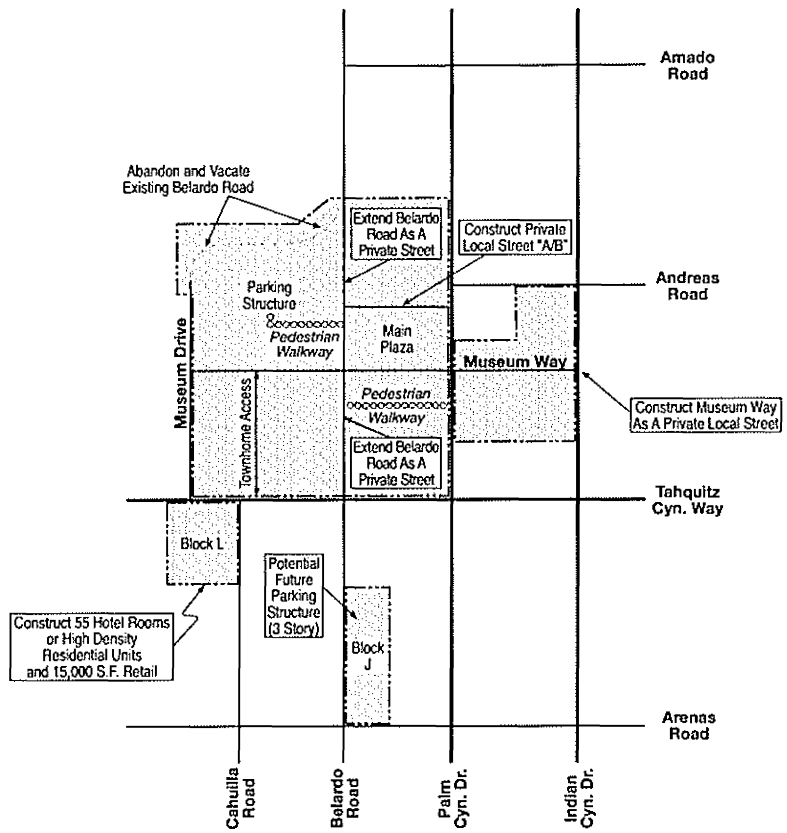 Amado
Road
Abandon and Vacate
Existing Belardo Road
Extend Belardo
Road As A
Private Street
Construct Private
Local Street "A/B"
Andreas
Road
Parking
Structure
Pedestrian
Walkway
Main
Plaza
Museum Drive
Museum Way
Townhome Access
Pedestrian
Walkway
Construct Museum Way
As A Private Local Street
Extend Belardo
Road As A
Private Street
Tahquitz
Cyn. Way
Block L
Potential
Future
Parking
Structure
(3 Story)
Construct 55 Hotel Rooms
or High Density
Residential Units
and 15,000 S.F. Retail
Block
J
Arenas
Road
Cahuilla
Road
Belardo
Road
Palm
Cyn. Dr.
Indian
Cyn. Dr.